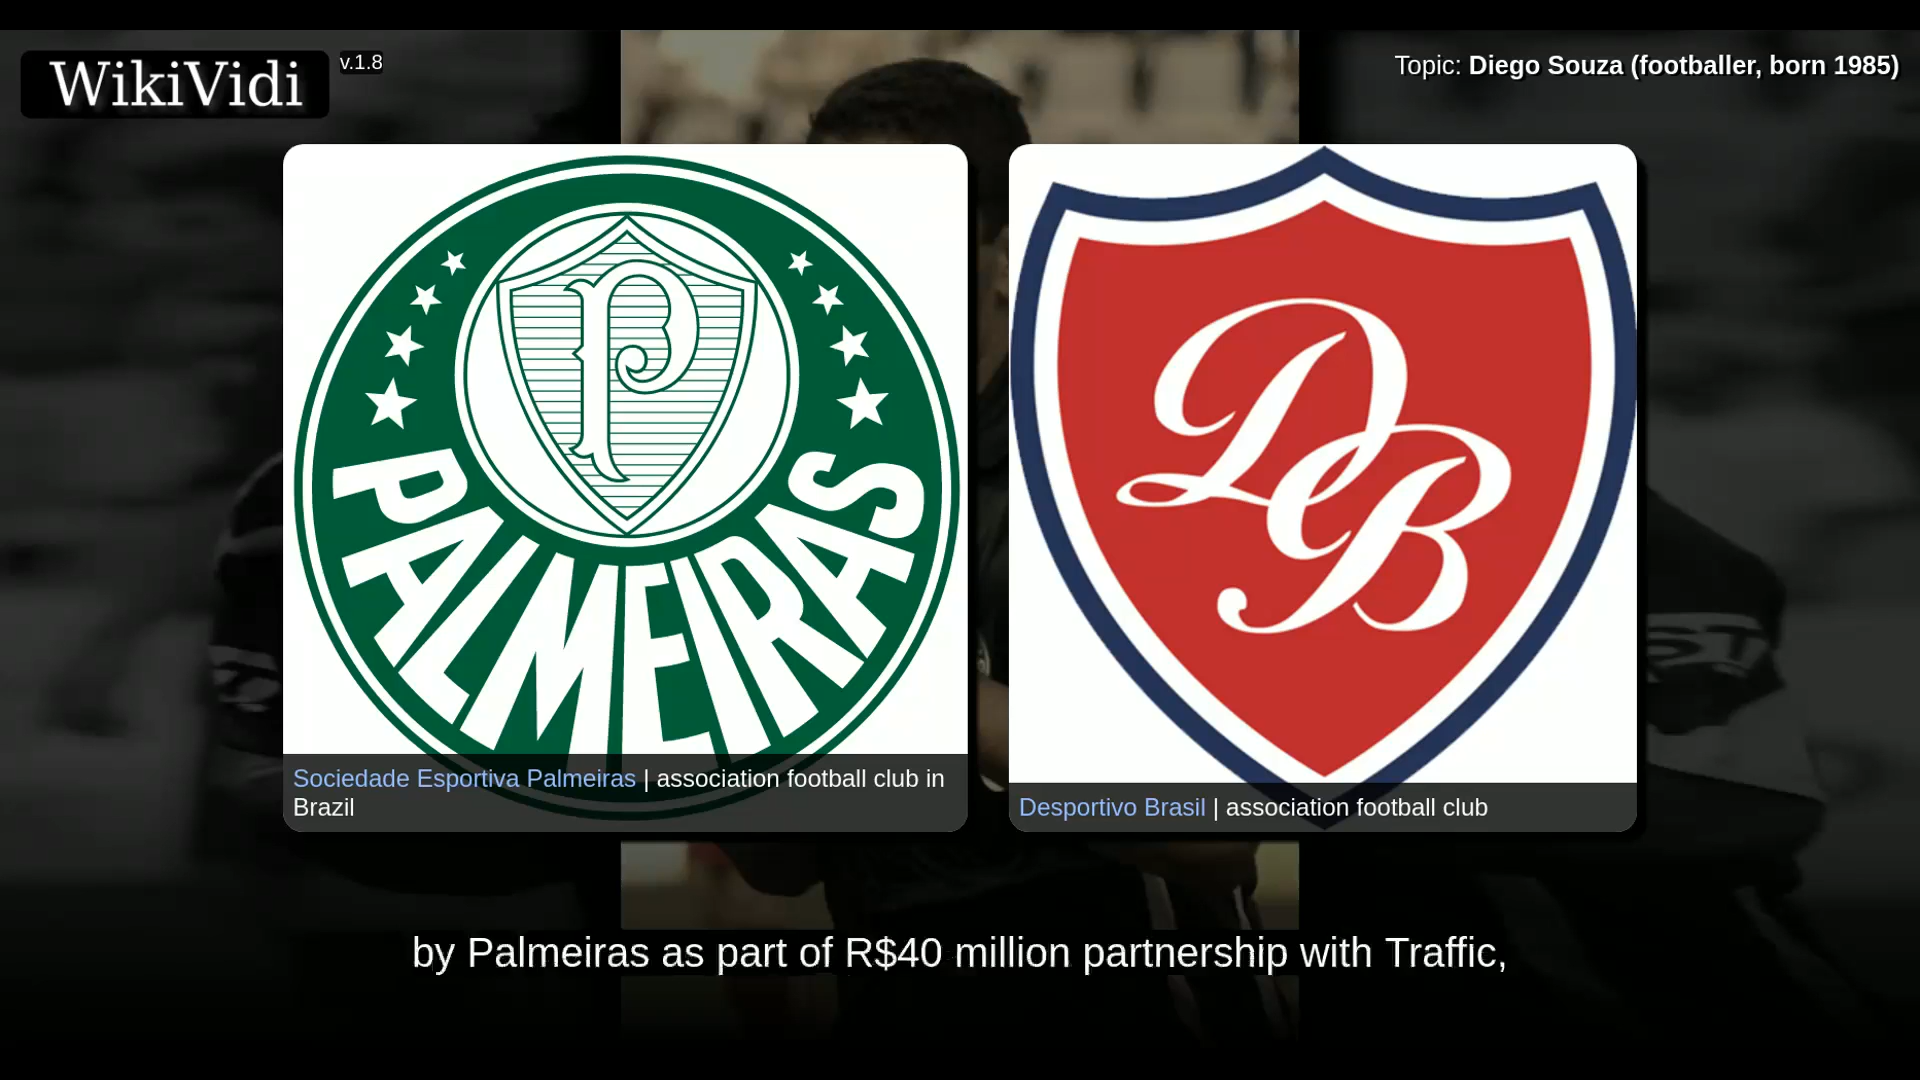 WikiVidi
v.1.8
Topic: Diego Souza (footballer, born 1985)
P
PALMEIRAS
Sociedade Esportiva Palmeiras | association football club in
Brazil
DB
Desportivo Brasil | association football club
by Palmeiras as part of R$40 million partnership with Traffic,